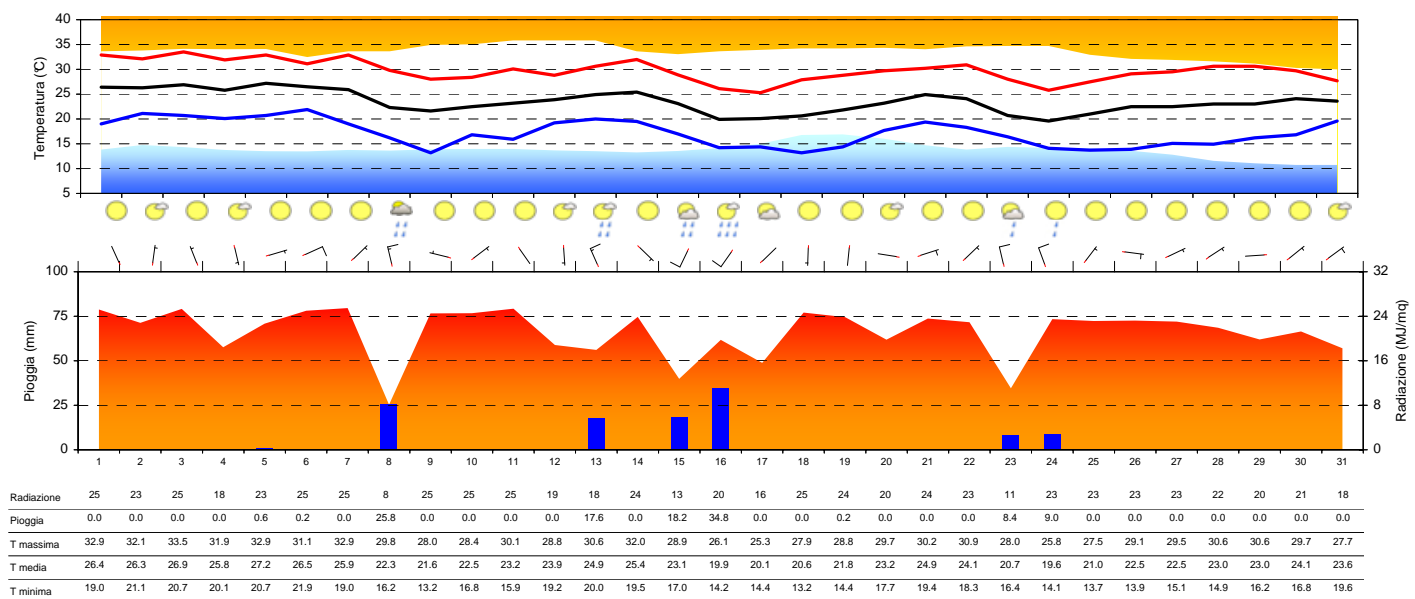 Temperatura (°C)
40
35
30
25
20
15
10
5
Pioggia (mm)
100
75
50
25
0
32
24
16
8
0
Radiazione (MJ/mq)
1 2 3 4 5 6 7 8 9 10 11 12 13 14 15 16 17 18 19 20 21 22 23 24 25 26 27 28 29 30 31
Radiazione 25 23 25 18 23 25 25 8 25 25 25 19 18 24 13 20 16 25 24 20 24 23 11 23 23 23 23 22 20 21 18
Pioggia 0.0 0.0 0.0 0.0 0.6 0.2 0.0 25.8 0.0 0.0 0.0 0.0 17.6 0.0 18.2 34.8 0.0 0.0 0.2 0.0 0.0 0.0 8.4 9.0 0.0 0.0 0.0 0.0 0.0 0.0 0.0
T massima 32.9 32.1 33.5 31.9 32.9 31.1 32.9 29.8 28.0 28.4 30.1 28.8 30.6 32.0 28.9 26.1 25.3 27.9 28.8 29.7 30.2 30.9 28.0 25.8 27.5 29.1 29.5 30.6 30.6 29.7 27.7
T media 26.4 26.3 26.9 25.8 27.2 26.5 25.9 22.3 21.6 22.5 23.2 23.9 24.9 25.4 23.1 19.9 20.1 20.6 21.8 23.2 24.9 24.1 20.7 19.6 21.0 22.5 22.5 23.0 23.0 24.1 23.6
T minima 19.0 21.1 20.7 20.1 20.7 21.9 19.0 16.2 13.2 16.8 15.9 19.2 20.0 19.5 17.0 14.2 14.4 13.2 14.4 17.7 19.4 18.3 16.4 14.1 13.7 13.9 15.1 14.9 16.2 16.8 19.6